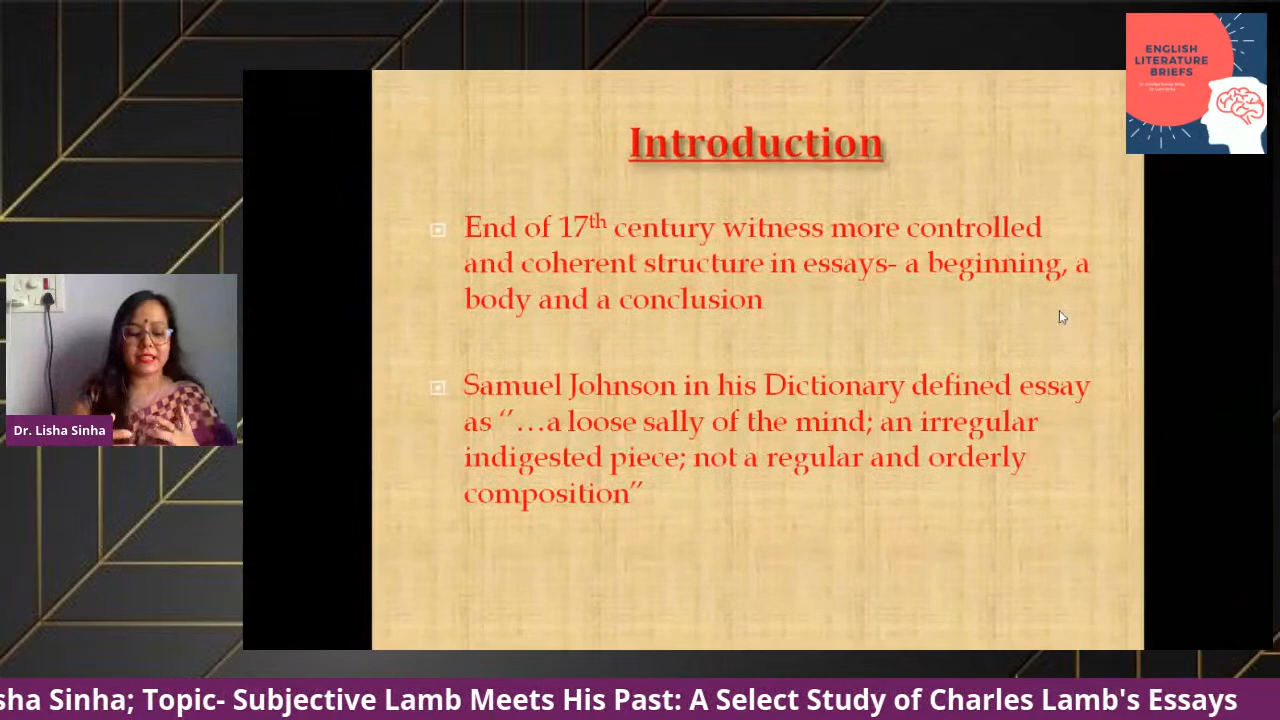 ENGLISH
LITERATURE
BRIEFS
Introduction
End of 17th century witness more controlled
and coherent structure in essays- a beginning, a
body and a conclusion
Samuel Johnson in his Dictionary defined essay
as “…a loose sally of the mind; an irregular
indigested piece; not a regular and orderly
composition”
Dr. Lisha Sinha
sha Sinha; Topic- Subjective Lamb Meets His Past: A Select Study of Charles Lamb's Essays